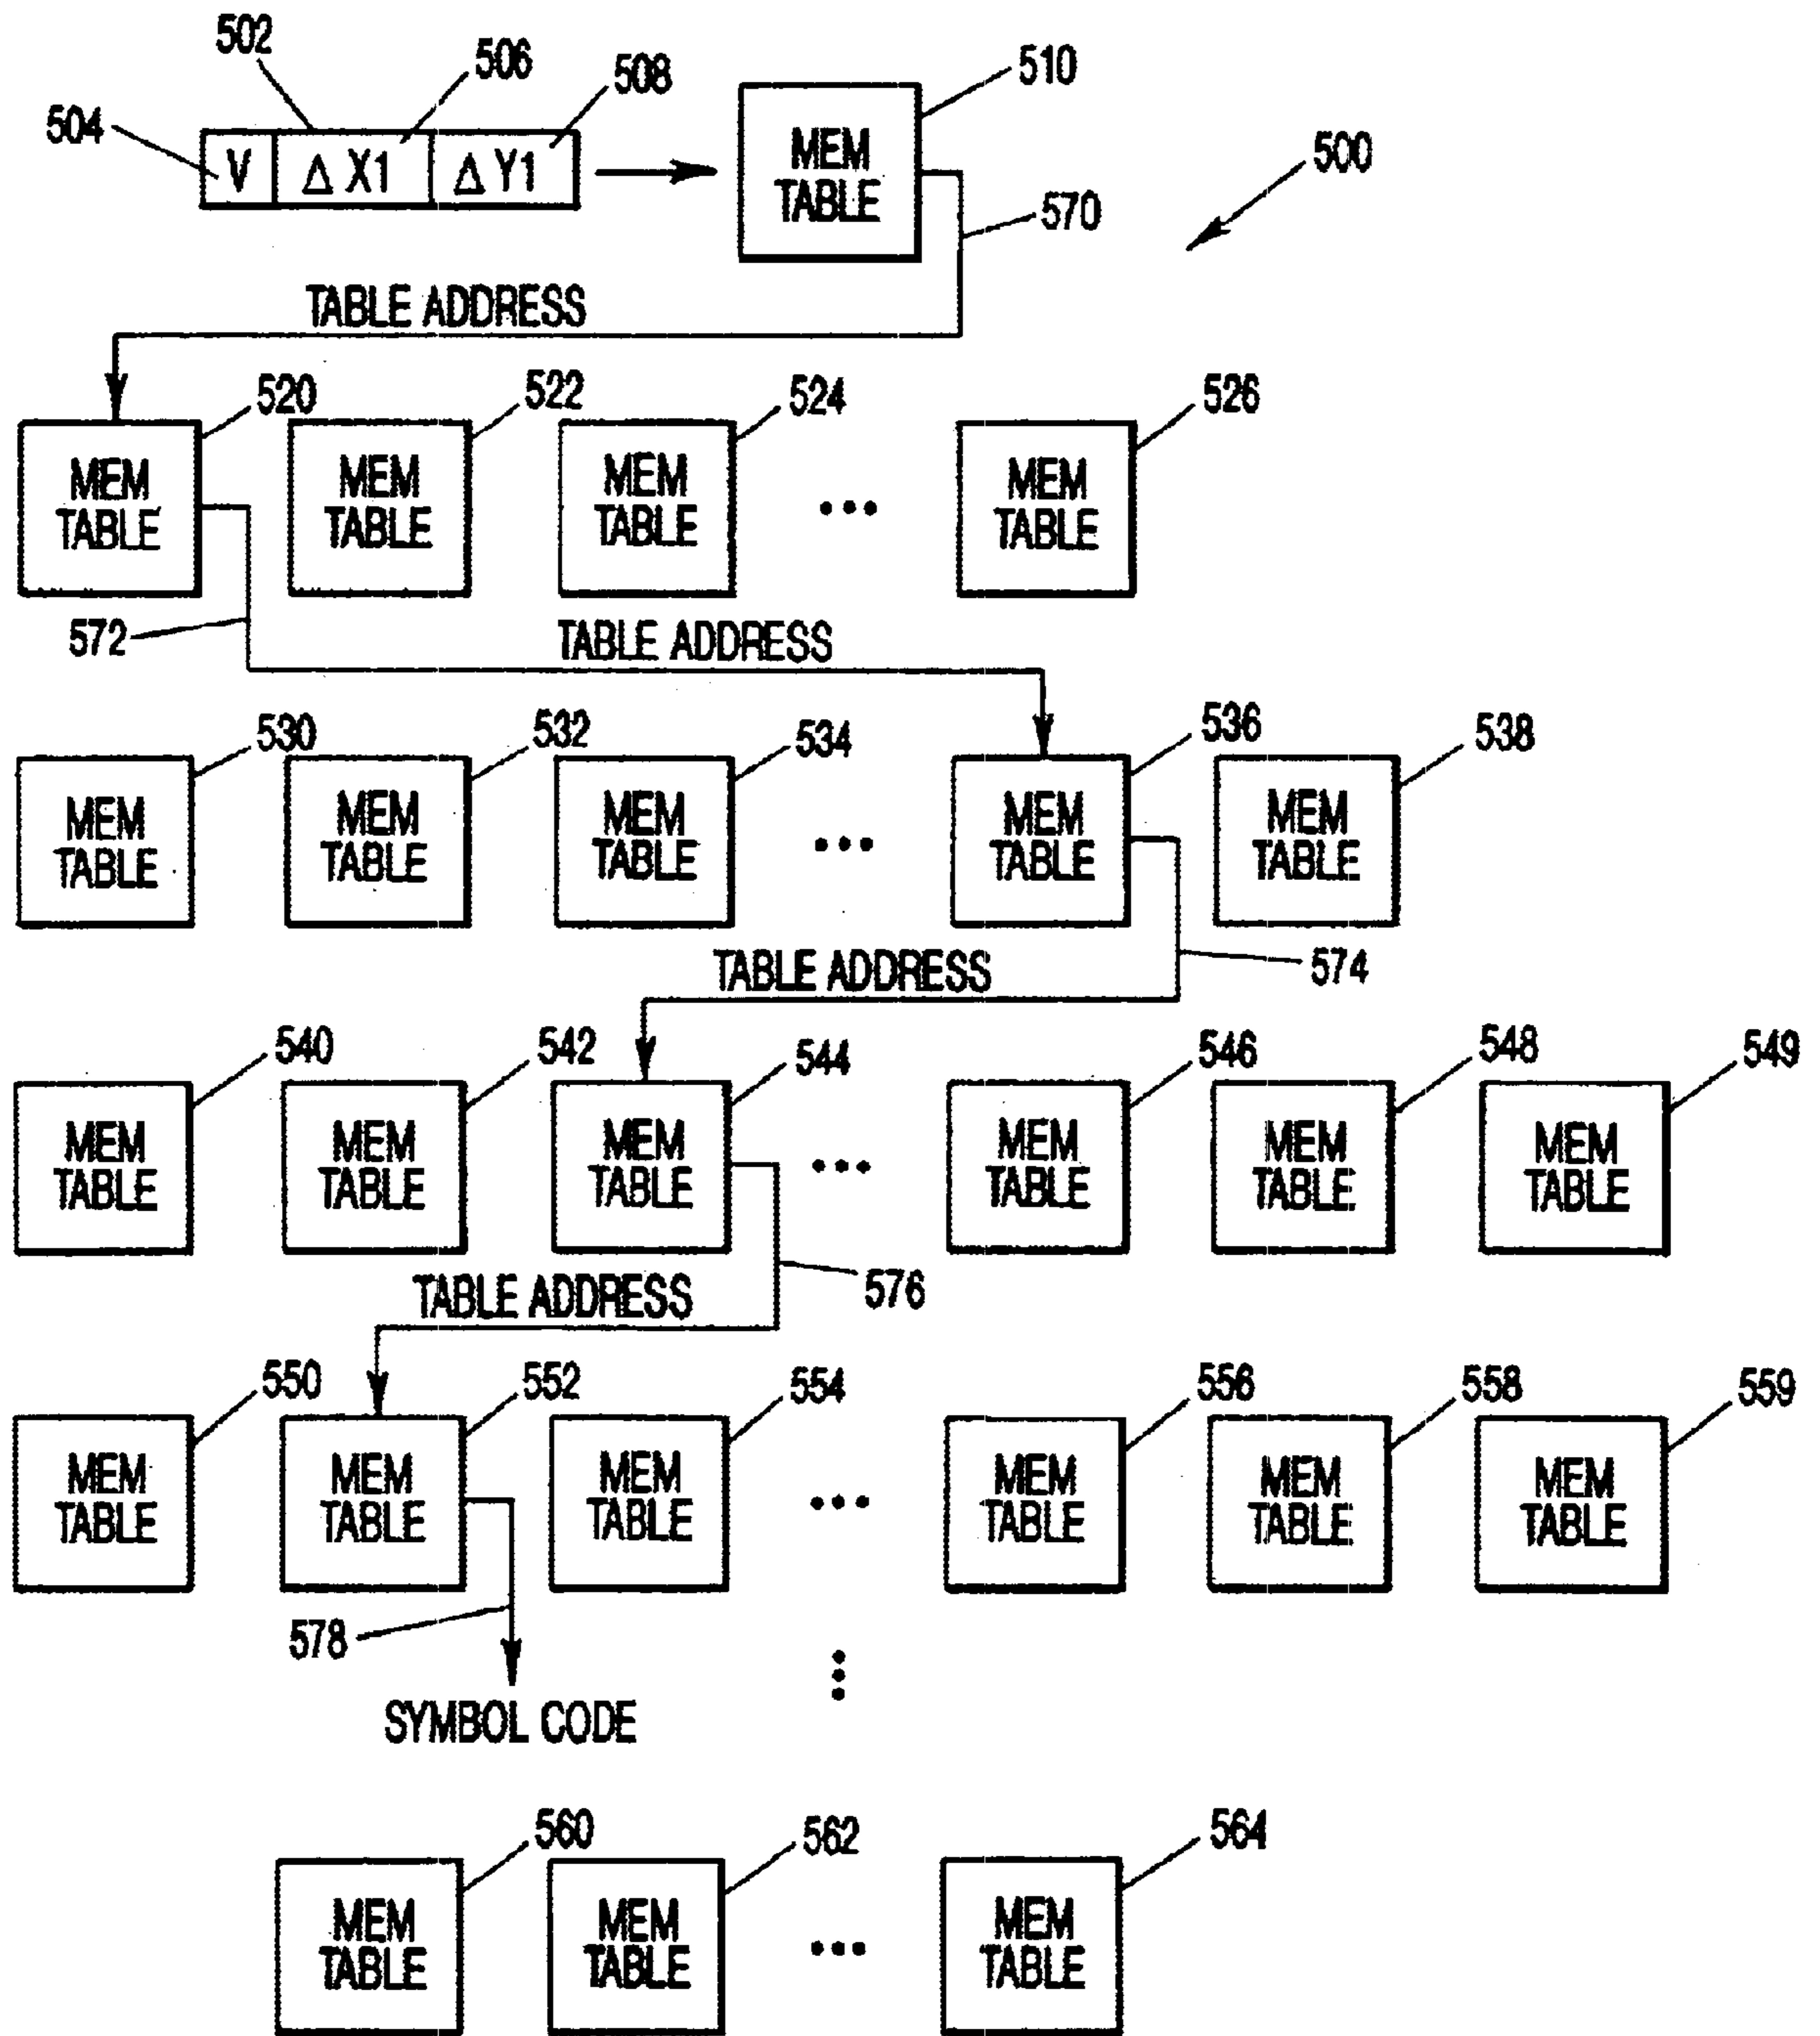 502
506
508
510
504
V Δ X1 Δ Y1
MEM
TABLE
500
570
TABLE ADDRESS
520 522 524 526
MEM TABLE
MEM TABLE
MEM TABLE
...
MEM TABLE
572
TABLE ADDRESS
530 532 534 536 538
MEM TABLE
MEM TABLE
MEM TABLE
...
MEM TABLE
MEM TABLE
574
TABLE ADDRESS
540 542 544 546 548 549
MEM TABLE
MEM TABLE
MEM TABLE
...
MEM TABLE
MEM TABLE
MEM TABLE
576
TABLE ADDRESS
550 552 554 556 558 559
MEM TABLE
MEM TABLE
MEM TABLE
...
MEM TABLE
MEM TABLE
MEM TABLE
578
SYMBOL CODE
560 562 564
MEM TABLE
MEM TABLE
...
MEM TABLE